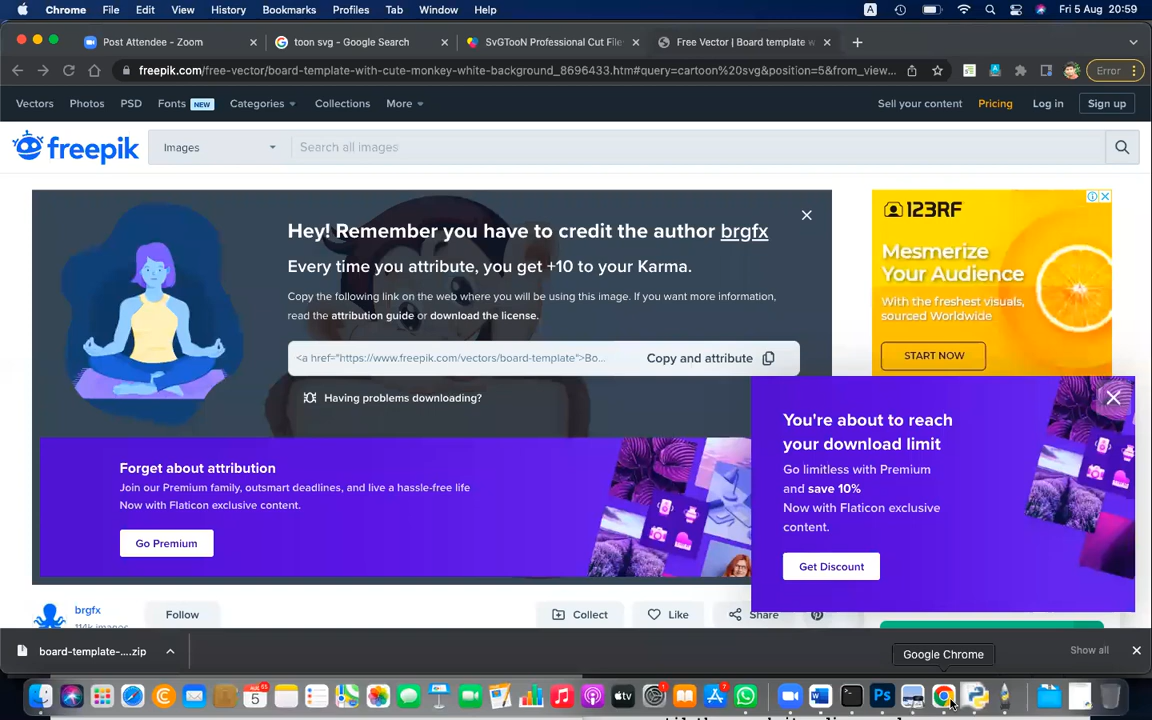 Chrome File Edit View History Bookmarks Profiles Tab Window Help A Fri 5 Aug 20:59
Post Attendee - Zoom
toon svg - Google Search
SvGTooN Professional Cut File
Free Vector | Board template w
freepik.com/free-vector/board-template-with-cute-monkey-white-background_8696433.htm#query=cartoon%20svg&position=5&from_view... Error
Vectors Photos PSD Fonts NEW Categories Collections More Sell your content Pricing Log in Sign up
freepik Images Search all images
Hey! Remember you have to credit the author brgfx
Every time you attribute, you get +10 to your Karma.
Copy the following link on the web where you will be using this image. If you want more information,
read the attribution guide or download the license.
<a href="https://www.freepik.com/vectors/board-template">Bo... Copy and attribute
Having problems downloading?
Forget about attribution
Join our Premium family, outsmart deadlines, and live a hassle-free life
Now with Flaticon exclusive content.
Go Premium
123RF
Mesmerize
Your Audience
With the freshest visuals,
sourced Worldwide
START NOW
You're about to reach
your download limit
Go limitless with Premium
and save 10%
Now with Flaticon exclusive
content.
Get Discount
brgfx
114k images
Follow Collect Like Share
board-template-....zip
Google Chrome
Show all
AUG
5
tv
W
Ps